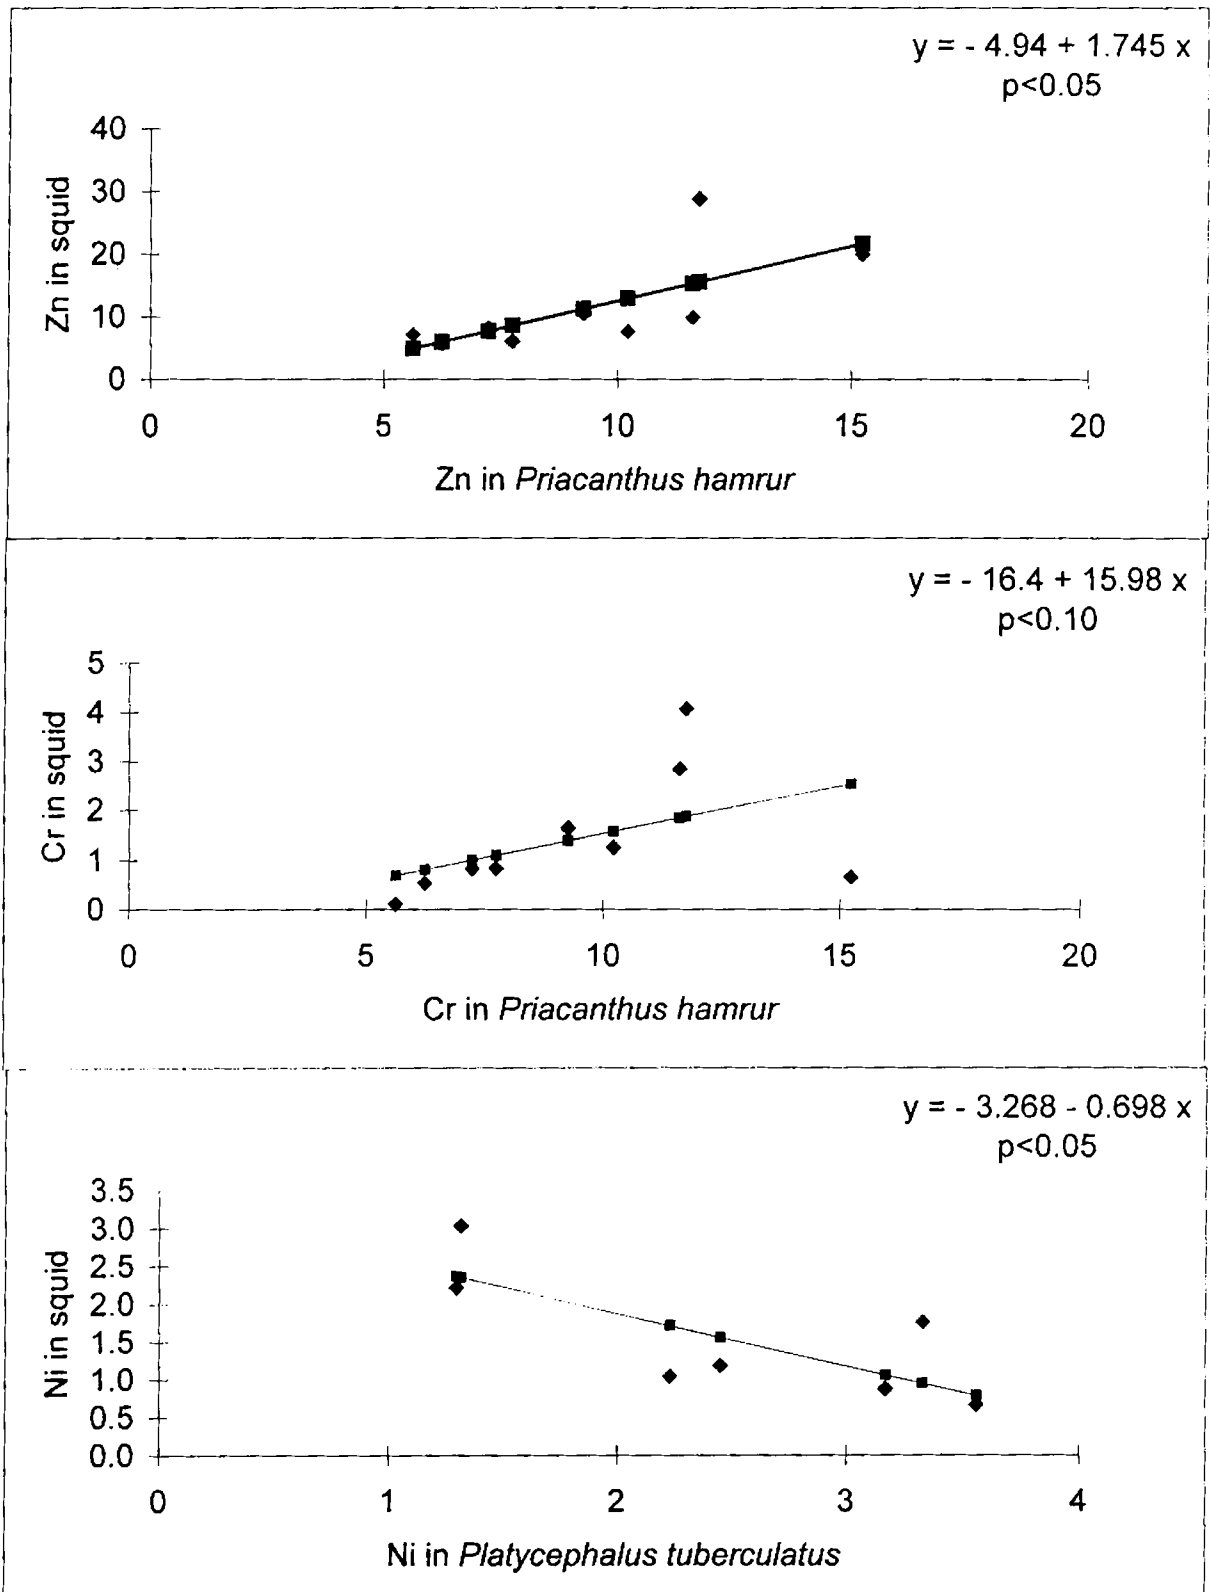 y = - 4.94 + 1.745 x
p<0.05
40
30
20
10
0
Zn in squid
0 5 10 15 20
Zn in Priacanthus hamrur
y = - 16.4 + 15.98 x
p<0.10
5
4
3
2
1
0
Cr in squid
0 5 10 15 20
Cr in Priacanthus hamrur
y = - 3.268 - 0.698 x
p<0.05
3.5
3.0
2.5
2.0
1.5
1.0
0.5
0.0
Ni in squid
0 1 2 3 4
Ni in Platycephalus tuberculatus